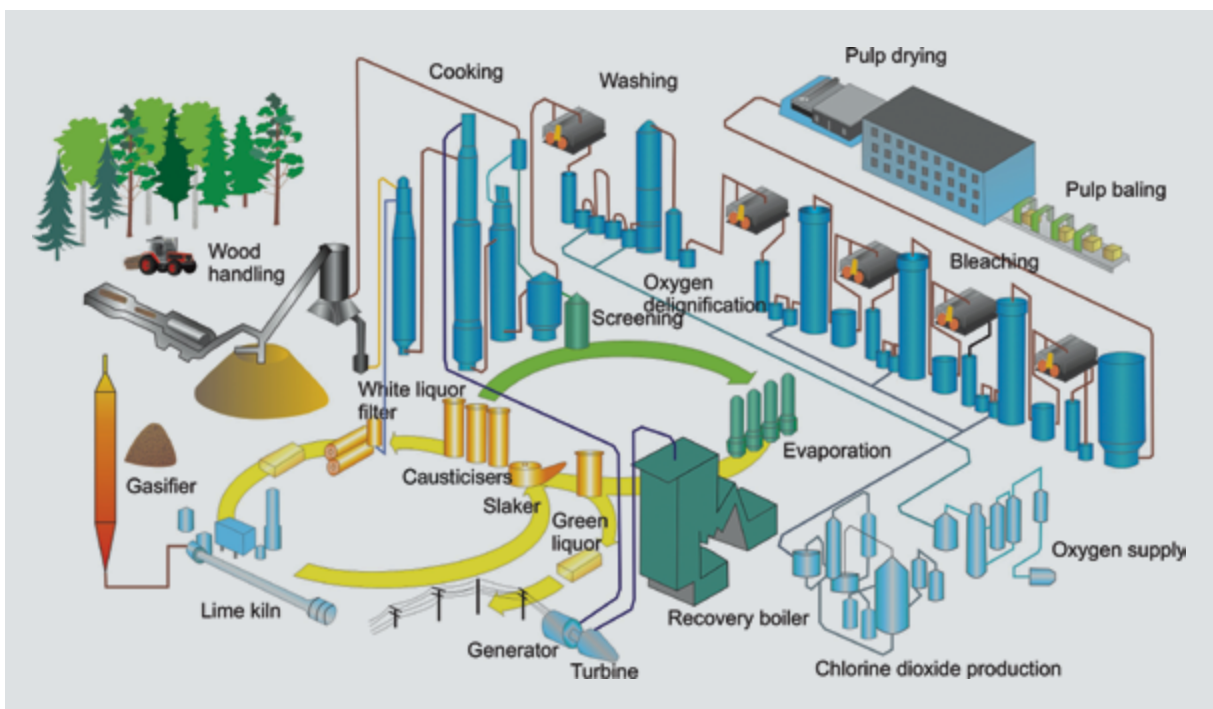 Pulp drying
Cooking
Washing
Pulp baling
Wood
handling
Bleaching
Oxygen
delignification
Screening
White liquor
filter
Evaporation
Causticisers
Gasifier
Slaker
Green
liquor
Oxygen supply
Lime kiln
Recovery boiler
Generator
Turbine
Chlorine dioxide production